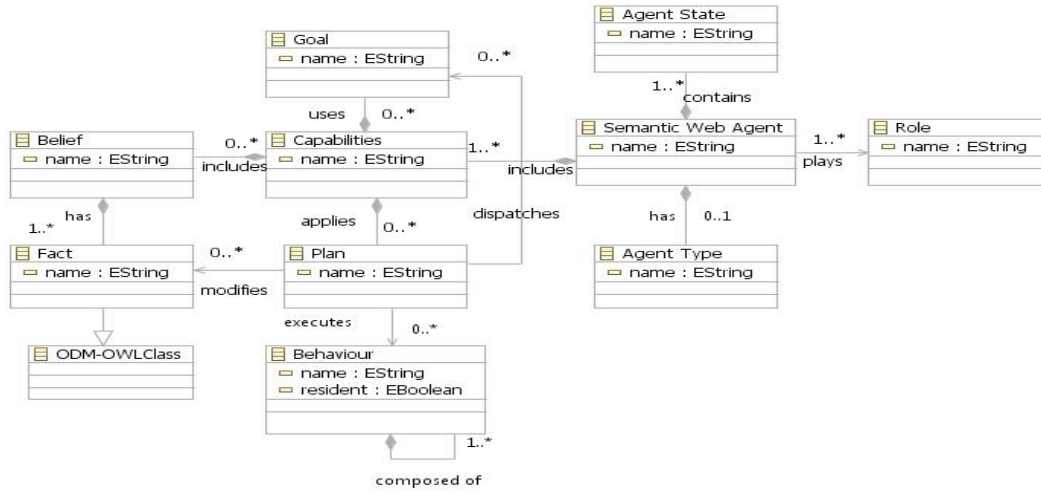 Agent State
name : EString
Goal
name : EString
0..*
1..*
contains
uses
0..*
Belief
name : EString
0..*
includes
Capabilities
name : EString
1..*
includes
Semantic Web Agent
name : EString
1..*
plays
Role
name : EString
has
1..*
applies
0..*
dispatches
has
0..1
Fact
name : EString
0..*
modifies
Plan
name : EString
Agent Type
name : EString
executes
0..*
ODM-OWLClass
Behaviour
name : EString
resident : EBoolean
1..*
composed of